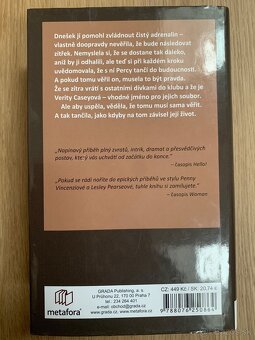 Dnešek jí pomohl zvládnout čistý adrenalin –
vlastně doopravdy nevěřila, že bude následovat
zítřek. Nemyslela si, že se dostane tak daleko,
aniž by ji odhalili, ale teď si při každém kroku
uvědomovala, že s ní Percy tančí do budoucnosti.
A pokud tomu věřil on, musela to být pravda.
Že se zítra vrátí s ostatními dívkami do klubu a že je
Verity Caseyová – vhodné jméno pro jejich soubor.
Ale aby uspěla, věděla, že tomu musí sama věřit.
A tak tančila, jako kdyby na tom závisel její život.
„Napínavý příběh plný zvratů, intrik, dramat a přesvědčivých
postav, který vás uchvátí od začátku do konce.“
– časopis Hello!
„Pokud se rádi noříte do epických příběhů ve stylu Penny
Vincenziové a Lesley Pearseové, tuhle knihu si zamilujete.“
– časopis Woman
metafora
GRADA Publishing, a. s.
U Průhonu 22, 170 00 Praha 7
tel.: 234 264 401
e-mail: obchod@grada.cz
www.grada.cz, www.metafora.cz
CZ: 449 Kč / SK: 20,74 €
9788076250864